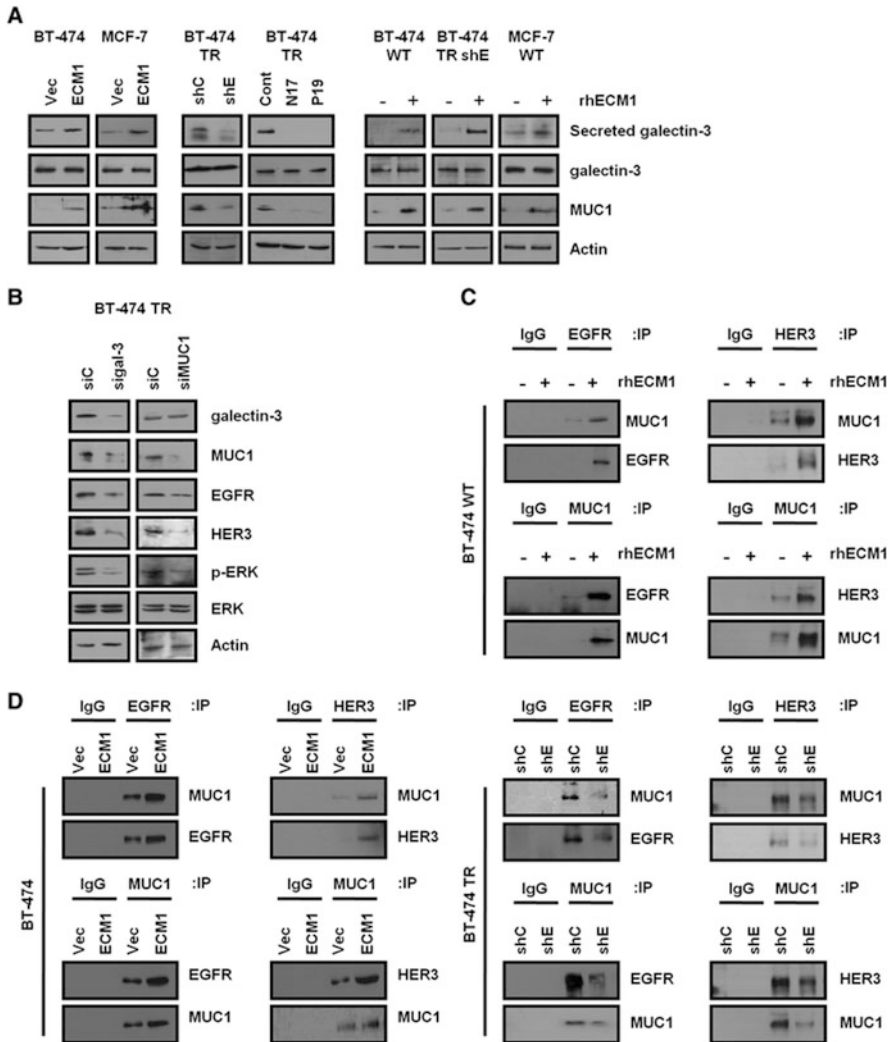 A
BT-474 MCF-7 BT-474 BT-474 BT-474 BT-474 MCF-7
TR TR WT TR shE WT
Vec ECM1 Vec ECM1 shC shE Cont N17 P19 - + - + - + rhECM1
Secreted galectin-3
galectin-3
MUC1
Actin
B
BT-474 TR
siC sigal-3 siC siMUC1
galectin-3
MUC1
EGFR
HER3
p-ERK
ERK
Actin
C
BT-474 WT
IgG EGFR :IP
- + - + rhECM1
MUC1
EGFR
IgG HER3 :IP
- + - + rhECM1
MUC1
HER3
IgG MUC1 :IP
- + - + rhECM1
EGFR
MUC1
IgG MUC1 :IP
- + - + rhECM1
HER3
MUC1
D
BT-474
IgG EGFR :IP
Vec ECM1 Vec ECM1
MUC1
EGFR
IgG HER3 :IP
Vec ECM1 Vec ECM1
MUC1
HER3
IgG MUC1 :IP
Vec ECM1 Vec ECM1
EGFR
MUC1
IgG MUC1 :IP
Vec ECM1 Vec ECM1
HER3
MUC1
BT-474 TR
IgG EGFR :IP
shC shE shC shE
MUC1
EGFR
IgG HER3 :IP
shC shE shC shE
MUC1
HER3
IgG MUC1 :IP
shC shE shC shE
EGFR
MUC1
IgG MUC1 :IP
shC shE shC shE
HER3
MUC1